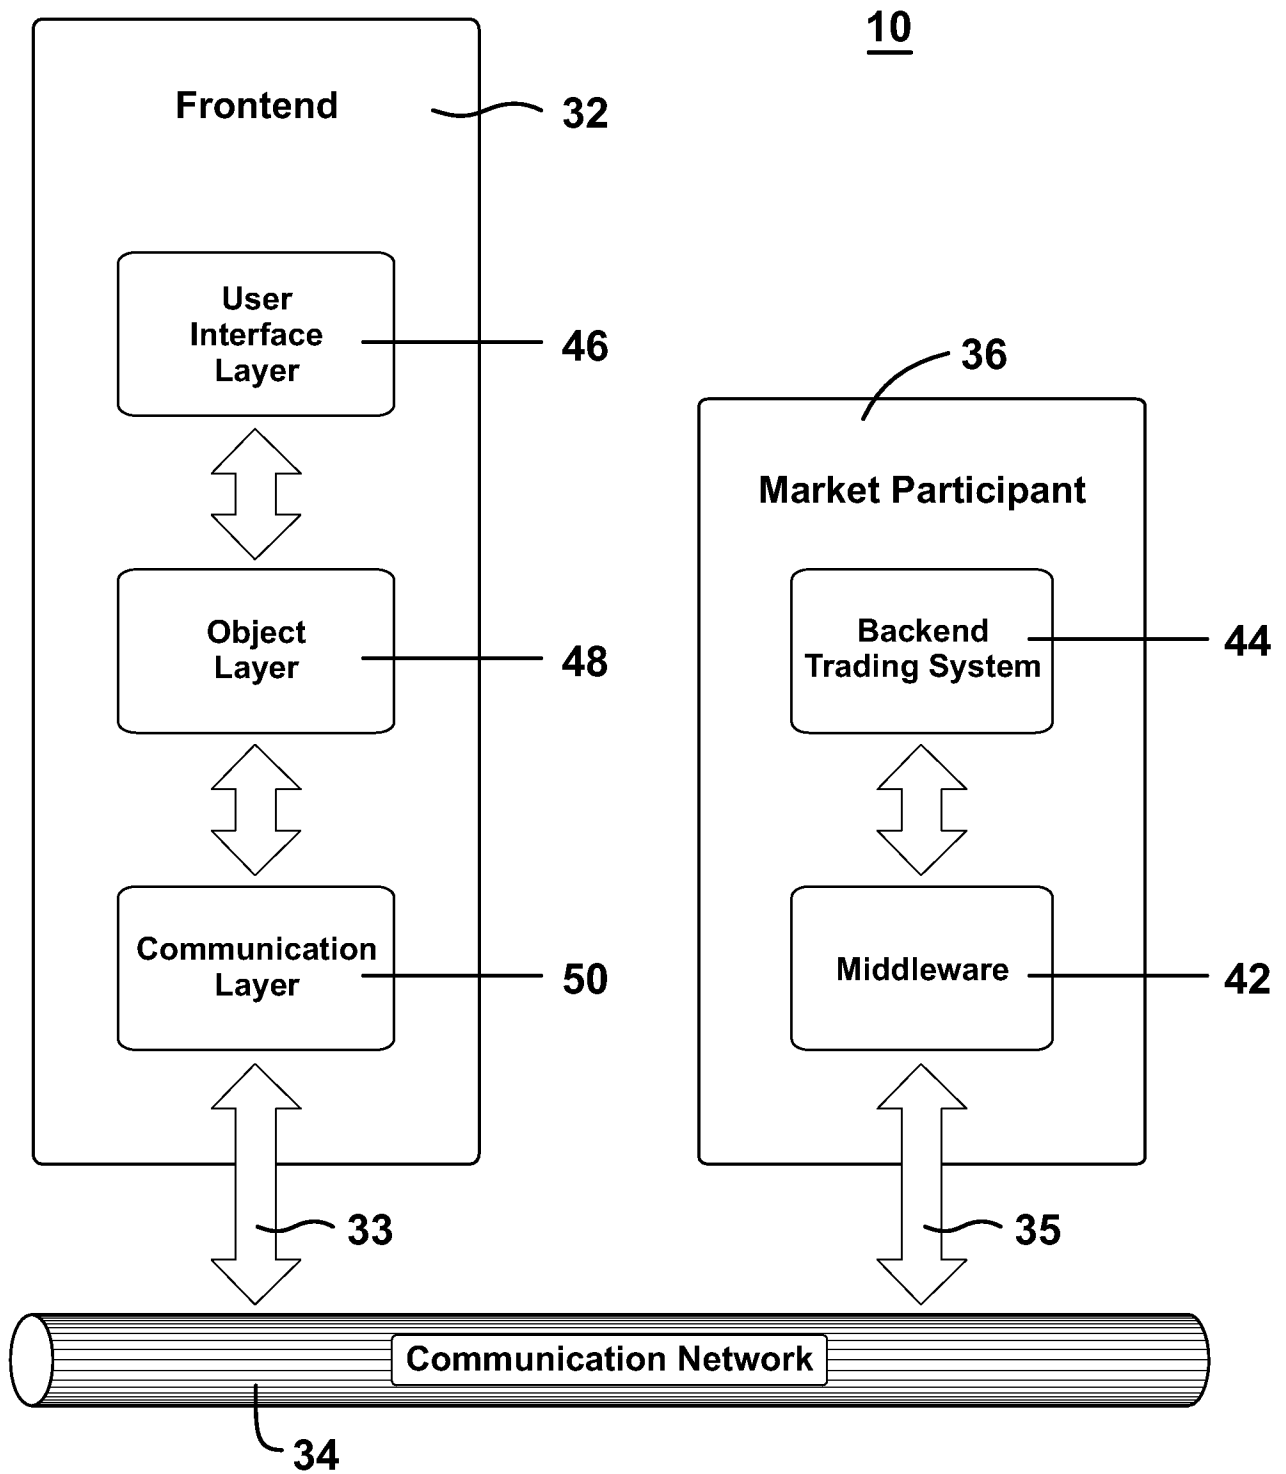 10
Frontend
32
User
Interface
Layer
46
36
Market Participant
Object
Layer
48
Backend
Trading System
44
Communication
Layer
50
Middleware
42
33
35
Communication Network
34